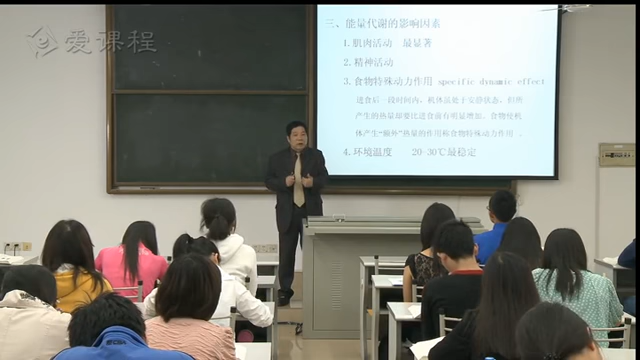 爱课程
三、能量代谢的影响因素
1.肌肉活动 最显著
2.精神活动
3.食物特殊动力作用 specific dynamic effect
进食后一段时间内，机体虽处于安静状态，但所
产生的热量却要比进食前有明显增加。食物使机
体产生“额外”热量的作用称食物特殊动力作用 。
4.环境温度 20-30℃最稳定